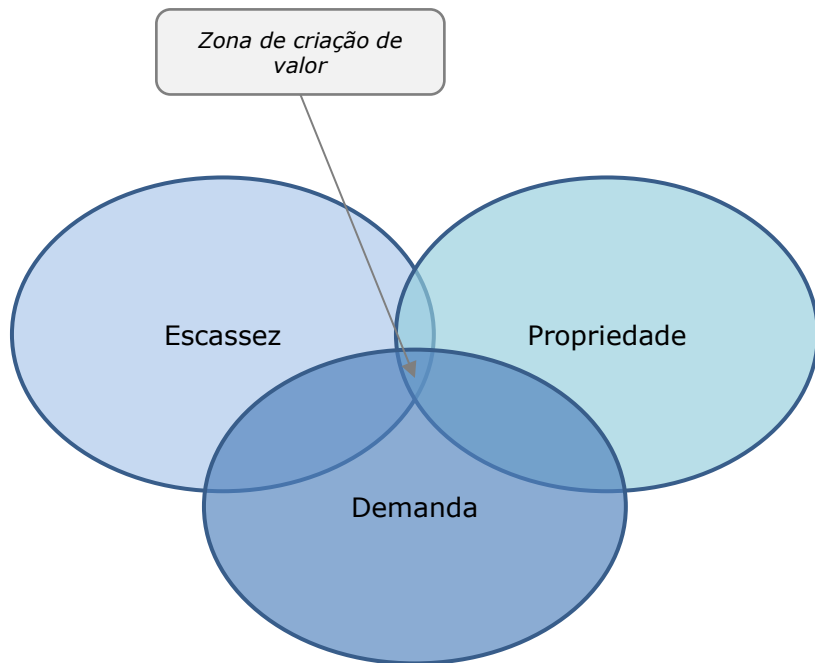 Zona de criação de
valor
Escassez
Propriedade
Demanda